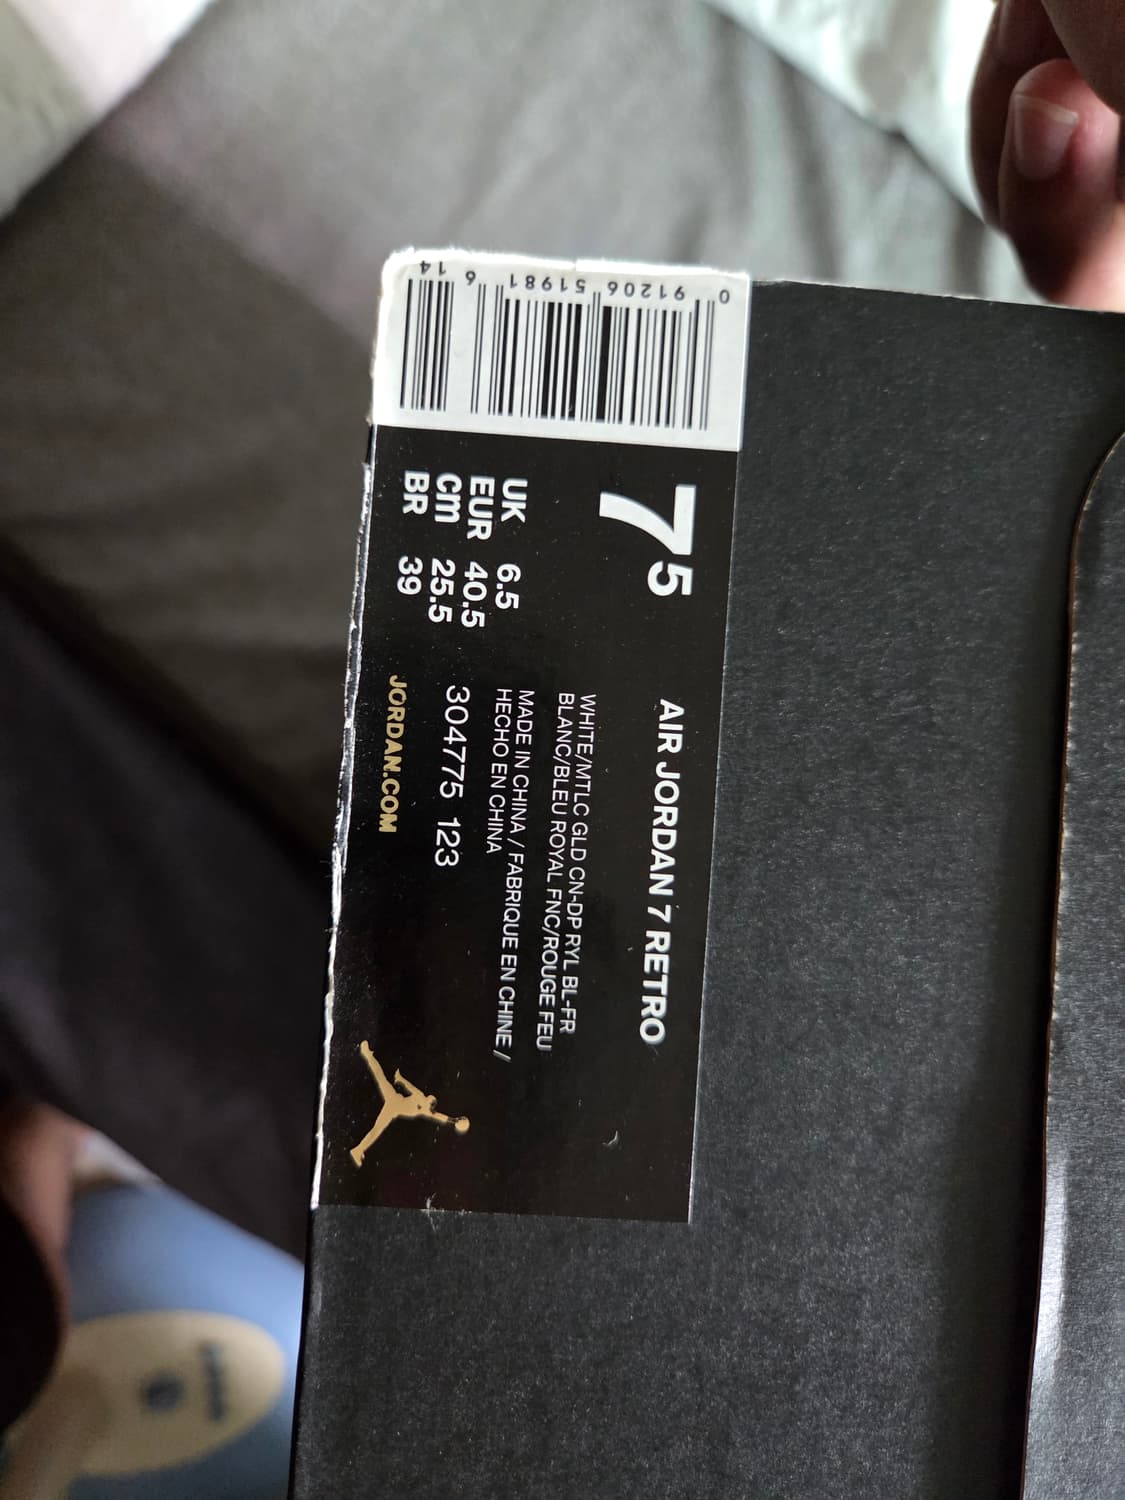 0 91206 51981 6 14
7.5
AIR JORDAN 7 RETRO
WHITE/MTLC GLD CN-DP RYL BL-FR
BLANC/BLEU ROYAL FNC/ROUGE FEU
MADE IN CHINA / FABRIQUE EN CHINE /
HECHO EN CHINA
UK 6.5
EUR 40.5
cm 25.5
BR 39
304775 123
JORDAN.COM